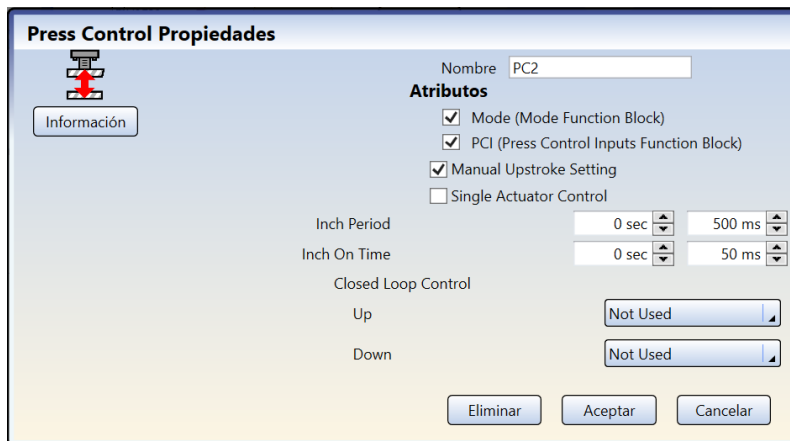 Press Control Propiedades
Nombre PC2
Atributos
Información
Mode (Mode Function Block)
PCI (Press Control Inputs Function Block)
Manual Upstroke Setting
Single Actuator Control
Inch Period 0 sec 500 ms
Inch On Time 0 sec 50 ms
Closed Loop Control
Up Not Used
Down Not Used
Eliminar Aceptar Cancelar